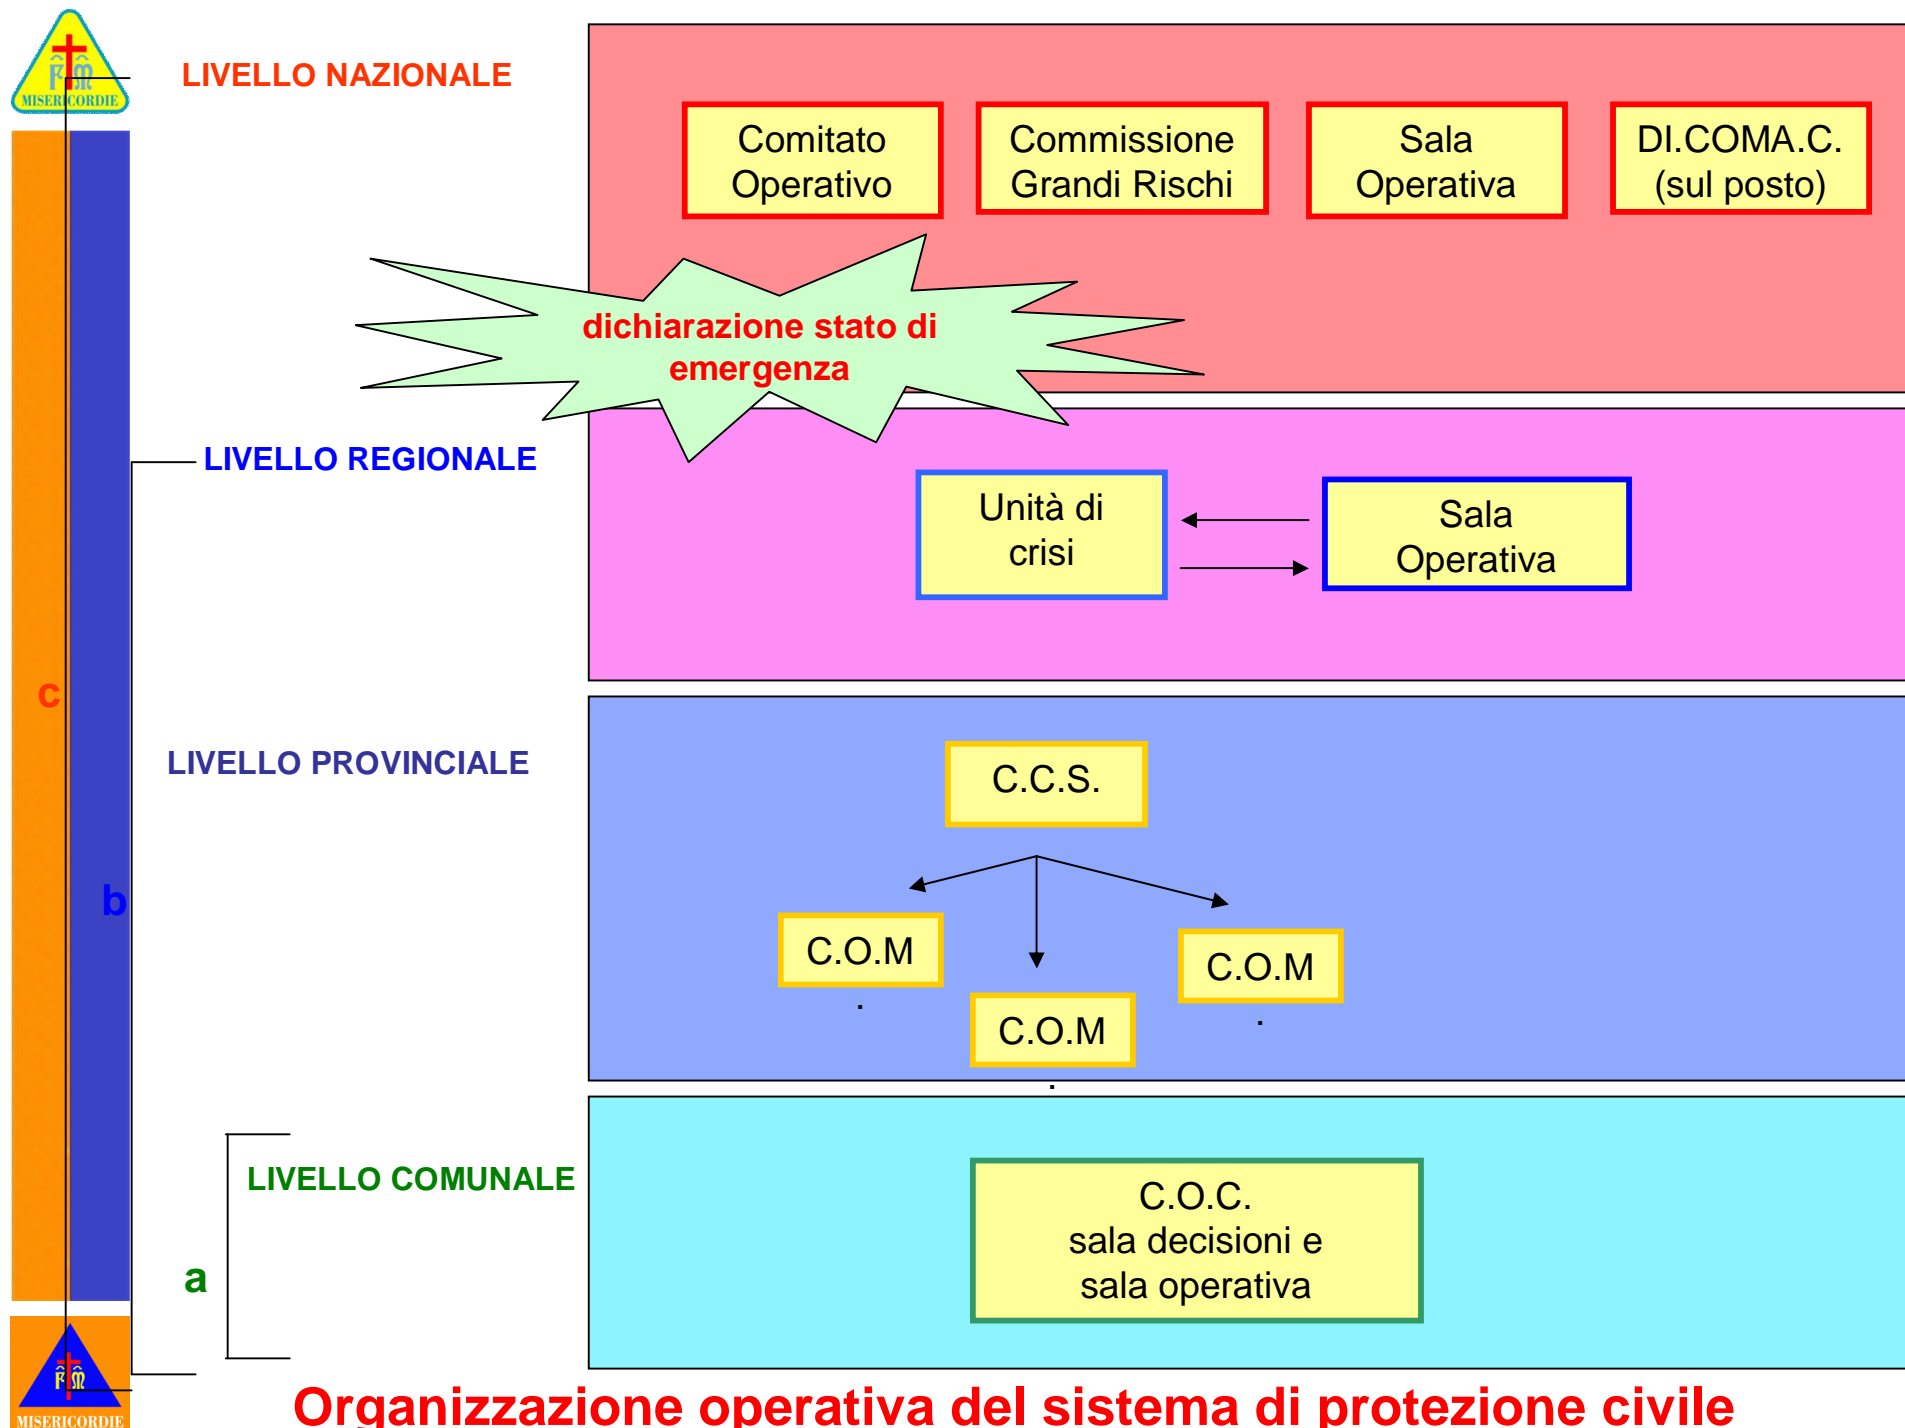 MISERICORDIE
LIVELLO NAZIONALE
Comitato
Operativo
Commissione
Grandi Rischi
Sala
Operativa
DI.COMA.C.
(sul posto)
dichiarazione stato di
emergenza
LIVELLO REGIONALE
Unità di
crisi
Sala
Operativa
c
LIVELLO PROVINCIALE
C.C.S.
b
C.O.M
.
C.O.M
.
C.O.M
.
LIVELLO COMUNALE
C.O.C.
sala decisioni e
sala operativa
a
MISERICORDIE
Organizzazione operativa del sistema di protezione civile